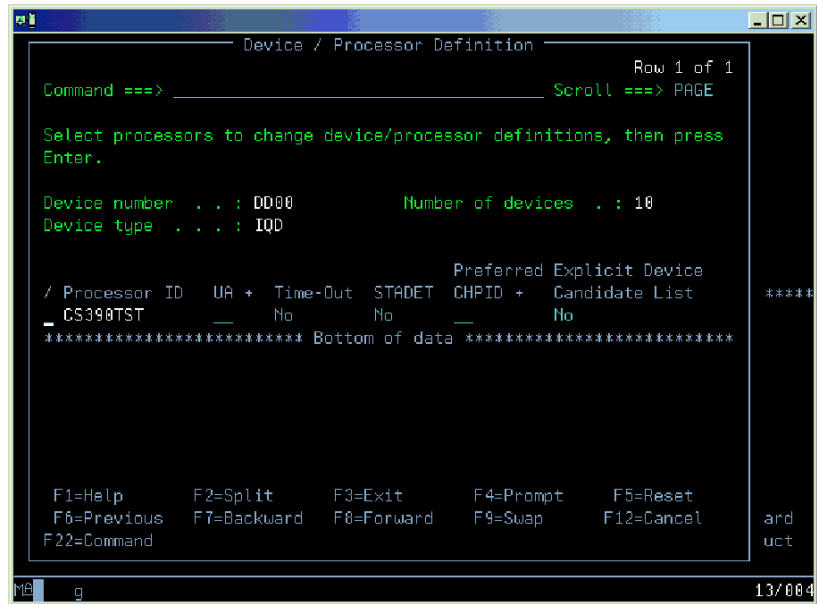 Device / Processor Definition
Row 1 of 1
Command ===> _____________________________________ Scroll ===> PAGE
Select processors to change device/processor definitions, then press
Enter.
Device number . . : DD00 Number of devices . : 10
Device type . . . : IQD
Preferred Explicit Device
/ Processor ID UA + Time-Out STADET CHPID + Candidate List *****
_ CS390TST __ No No __ No
************************** Bottom of data ***************************
F1=Help F2=Split F3=Exit F4=Prompt F5=Reset
F6=Previous F7=Backward F8=Forward F9=Swap F12=Cancel ard
F22=Command uct
MA g 13/004